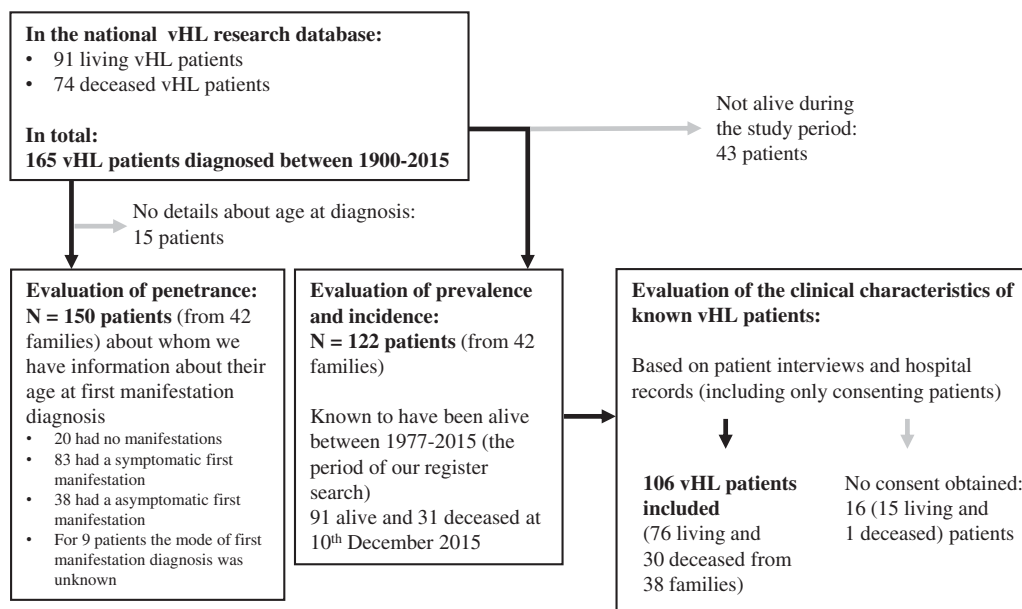 In the national vHL research database:
• 91 living vHL patients
• 74 deceased vHL patients
In total:
165 vHL patients diagnosed between 1900-2015
Not alive during
the study period:
43 patients
No details about age at diagnosis:
15 patients
Evaluation of penetrance:
N = 150 patients (from 42
families) about whom we
have information about their
age at first manifestation
diagnosis
• 20 had no manifestations
• 83 had a symptomatic first
manifestation
• 38 had a asymptomatic first
manifestation
• For 9 patients the mode of first
manifestation diagnosis was
unknown
Evaluation of prevalence
and incidence:
N = 122 patients (from 42
families)
Known to have been alive
between 1977-2015 (the
period of our register
search)
91 alive and 31 deceased at
10th December 2015
Evaluation of the clinical characteristics of
known vHL patients:
Based on patient interviews and hospital
records (including only consenting patients)
106 vHL patients
included
(76 living and
30 deceased from
38 families)
No consent obtained:
16 (15 living and
1 deceased) patients